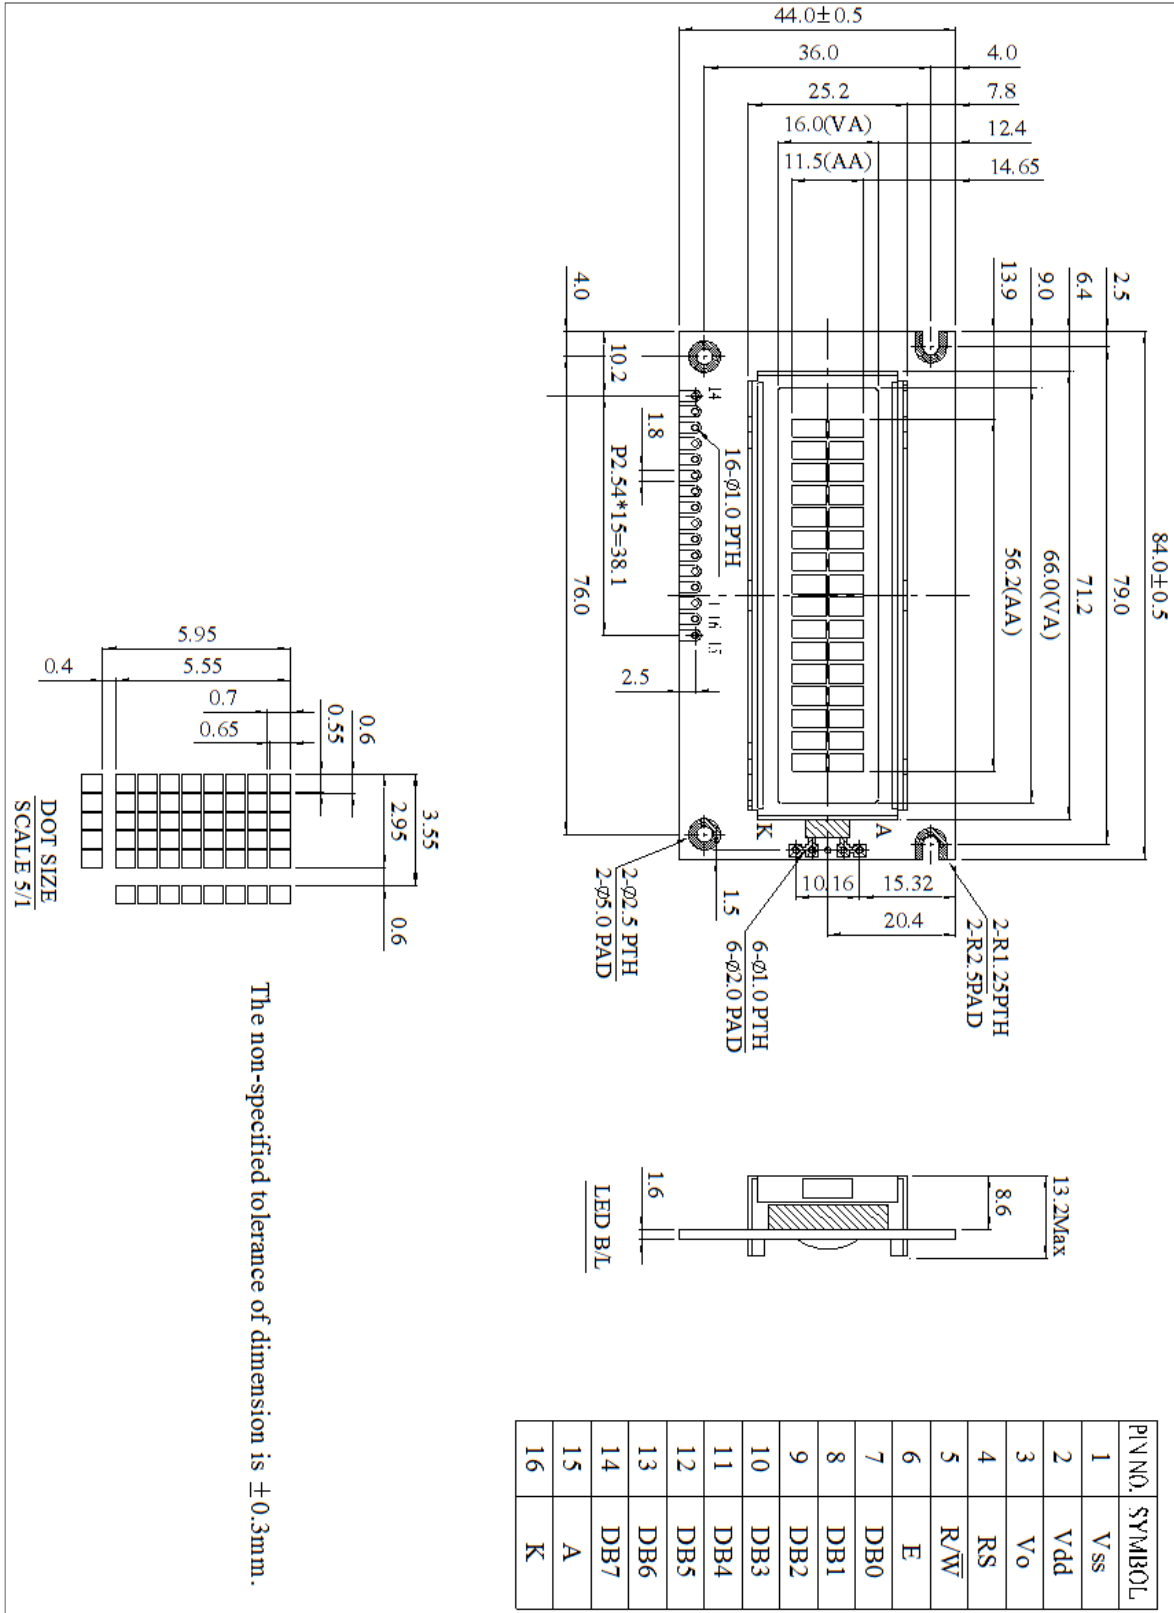 44.0±0.5
36.0
4.0
25.2
7.8
16.0(VA)
12.4
11.5(AA)
14.65
4.0
13.9
9.0
6.4
2.5
10.2
14
1.8
16-Ø1.0 PTH
P2.54*15=38.1
76.0
56.2(AA)
66.0(VA)
71.2
79.0
84.0±0.5
1 16
15
2.5
K
A
10.16
15.32
20.4
1.5
2-Ø2.5 PTH
2-Ø5.0 PAD
6-Ø1.0 PTH
6-Ø2.0 PAD
2-R1.25PTH
2-R2.5PAD
5.95
0.4
5.55
0.7
0.65
0.55
0.6
2.95
3.55
0.6
DOT SIZE
SCALE 5/1
The non-specified tolerance of dimension is ±0.3mm.
1.6
LED B/L
8.6
13.2Max
PIN NO. SYMBOL
1 Vss
2 Vdd
3 Vo
4 RS
5 R/W̅
6 E
7 DB0
8 DB1
9 DB2
10 DB3
11 DB4
12 DB5
13 DB6
14 DB7
15 A
16 K